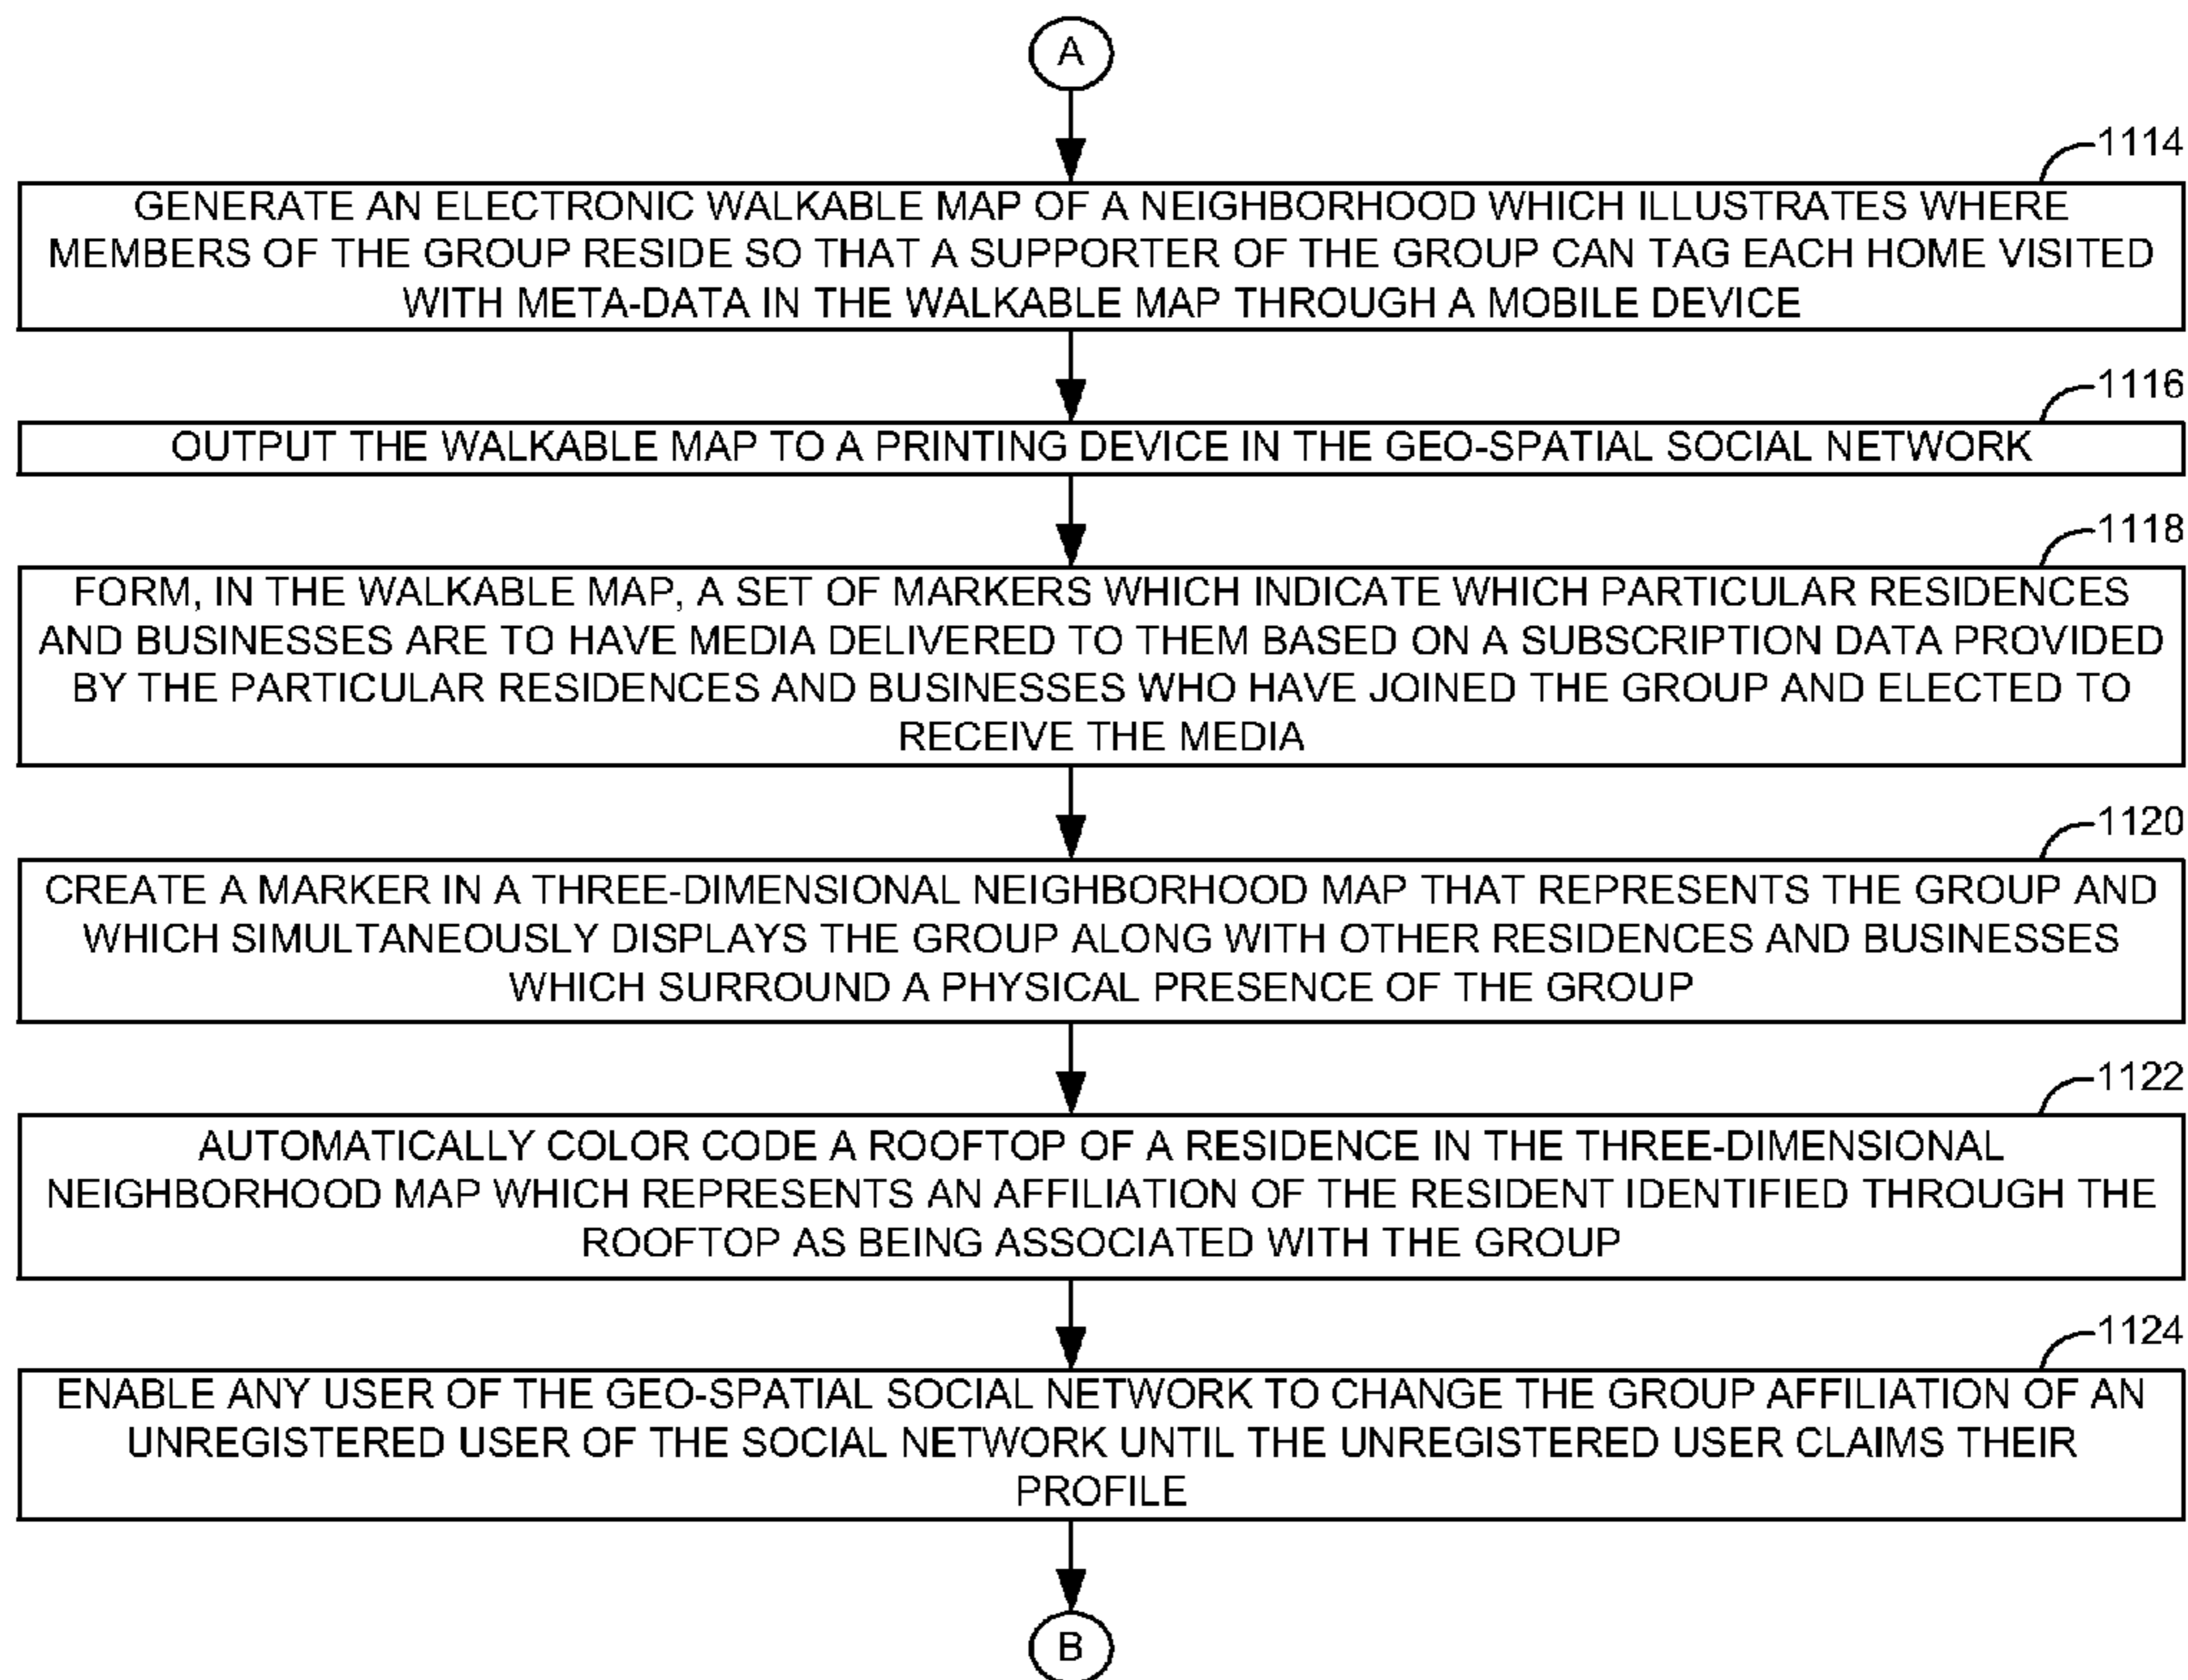 A
1114
GENERATE AN ELECTRONIC WALKABLE MAP OF A NEIGHBORHOOD WHICH ILLUSTRATES WHERE
MEMBERS OF THE GROUP RESIDE SO THAT A SUPPORTER OF THE GROUP CAN TAG EACH HOME VISITED
WITH META-DATA IN THE WALKABLE MAP THROUGH A MOBILE DEVICE
1116
OUTPUT THE WALKABLE MAP TO A PRINTING DEVICE IN THE GEO-SPATIAL SOCIAL NETWORK
1118
FORM, IN THE WALKABLE MAP, A SET OF MARKERS WHICH INDICATE WHICH PARTICULAR RESIDENCES
AND BUSINESSES ARE TO HAVE MEDIA DELIVERED TO THEM BASED ON A SUBSCRIPTION DATA PROVIDED
BY THE PARTICULAR RESIDENCES AND BUSINESSES WHO HAVE JOINED THE GROUP AND ELECTED TO
RECEIVE THE MEDIA
1120
CREATE A MARKER IN A THREE-DIMENSIONAL NEIGHBORHOOD MAP THAT REPRESENTS THE GROUP AND
WHICH SIMULTANEOUSLY DISPLAYS THE GROUP ALONG WITH OTHER RESIDENCES AND BUSINESSES
WHICH SURROUND A PHYSICAL PRESENCE OF THE GROUP
1122
AUTOMATICALLY COLOR CODE A ROOFTOP OF A RESIDENCE IN THE THREE-DIMENSIONAL
NEIGHBORHOOD MAP WHICH REPRESENTS AN AFFILIATION OF THE RESIDENT IDENTIFIED THROUGH THE
ROOFTOP AS BEING ASSOCIATED WITH THE GROUP
1124
ENABLE ANY USER OF THE GEO-SPATIAL SOCIAL NETWORK TO CHANGE THE GROUP AFFILIATION OF AN
UNREGISTERED USER OF THE SOCIAL NETWORK UNTIL THE UNREGISTERED USER CLAIMS THEIR
PROFILE
B